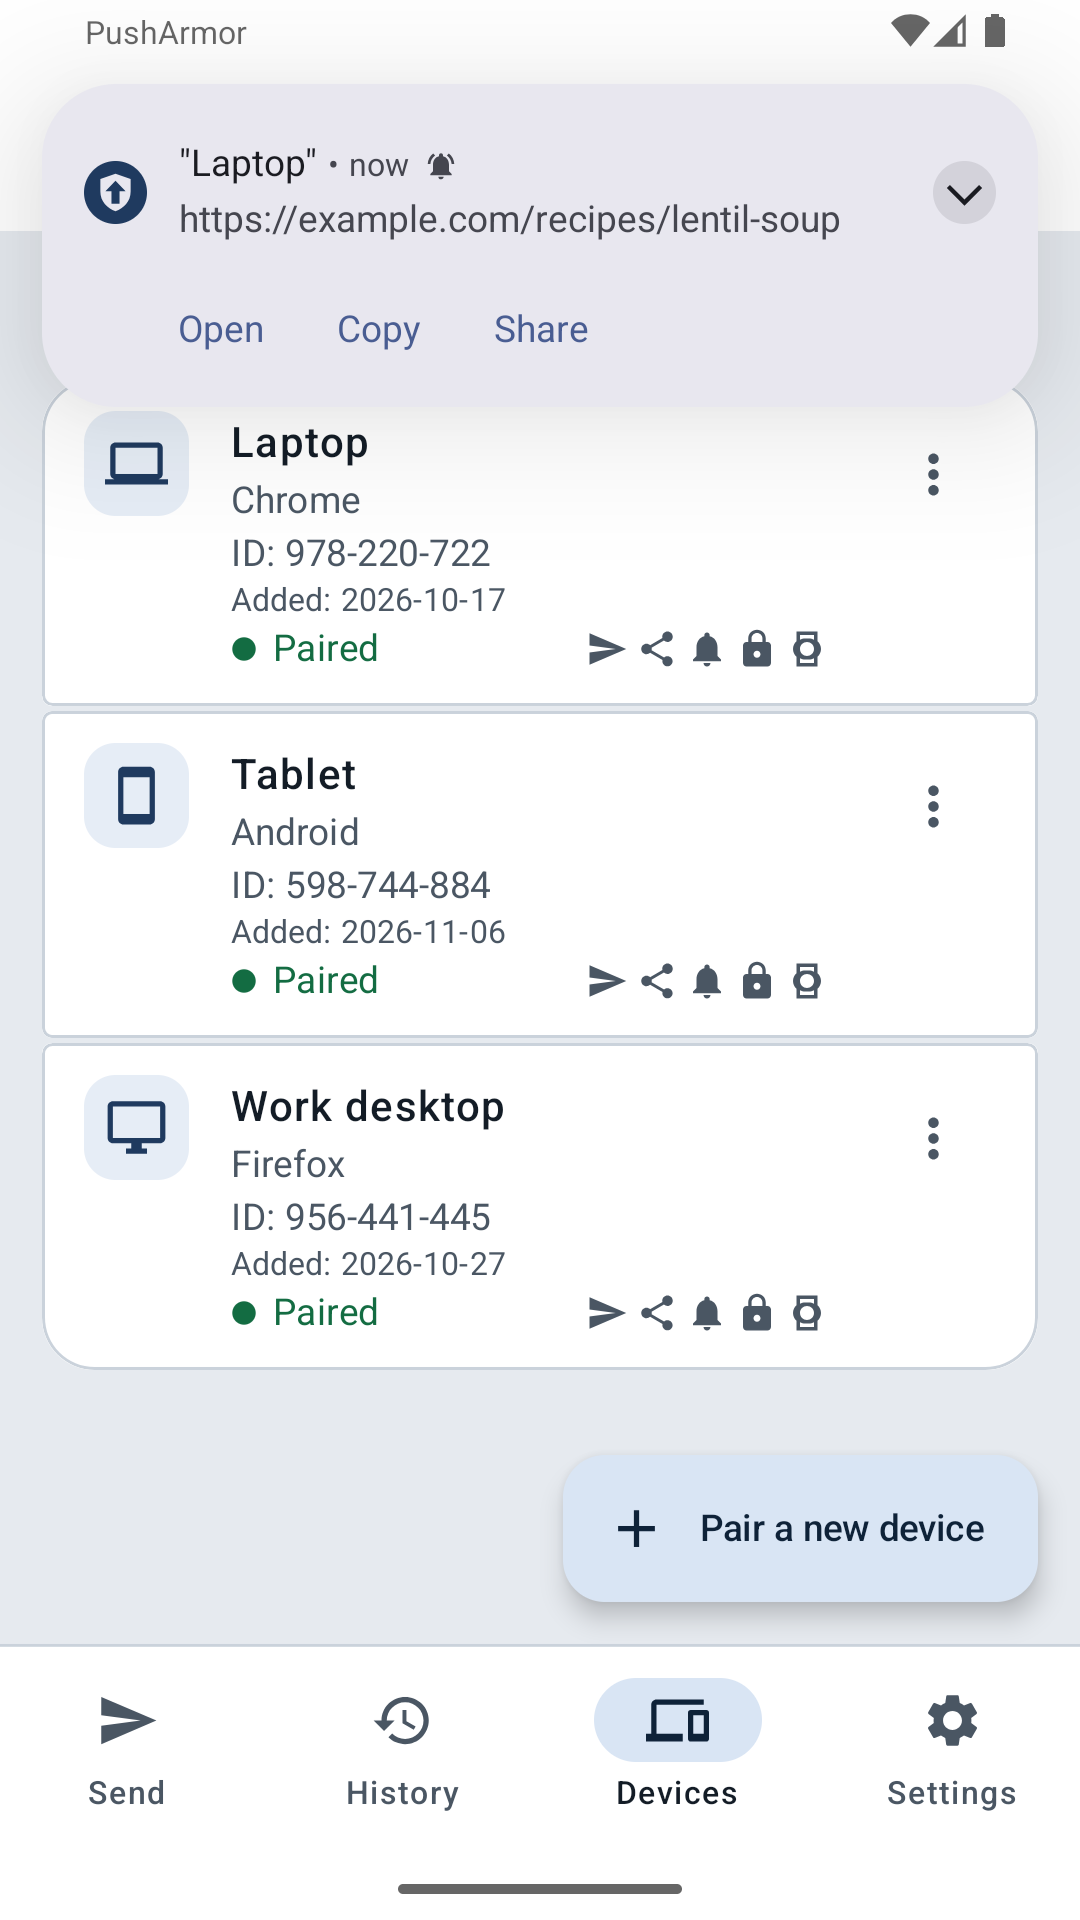 PushArmor
"Laptop" • now
https://example.com/recipes/lentil-soup
Open Copy Share
Laptop
Chrome
ID: 978-220-722
Added: 2026-10-17
Paired
Tablet
Android
ID: 598-744-884
Added: 2026-11-06
Paired
Work desktop
Firefox
ID: 956-441-445
Added: 2026-10-27
Paired
Pair a new device
Send History Devices Settings